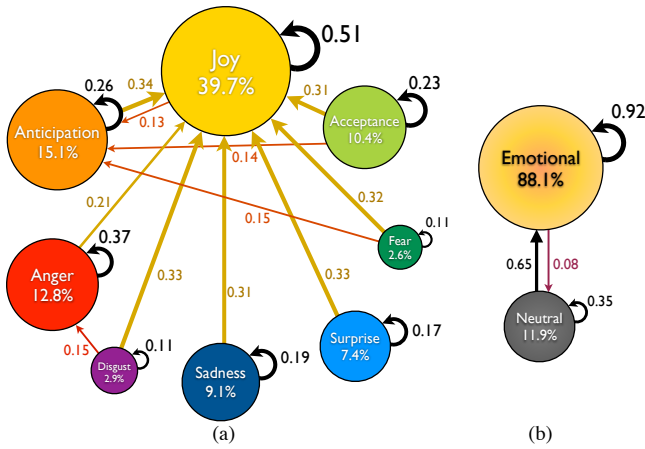 Joy
39.7%
0.51
Anticipation
15.1%
0.26
0.34
0.13
0.31
Acceptance
10.4%
0.23
0.14
0.15
0.32
Fear
2.6%
0.11
0.21
Anger
12.8%
0.37
0.15
Disgust
2.9%
0.11
0.33
Sadness
9.1%
0.19
0.31
Surprise
7.4%
0.17
0.33
(a)
Emotional
88.1%
0.92
0.65
0.08
Neutral
11.9%
0.35
(b)